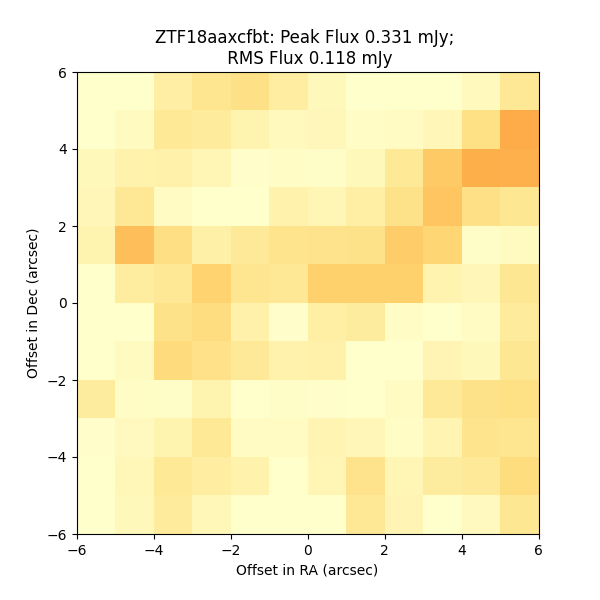 ZTF18aaxcfbt: Peak Flux 0.331 mJy;
RMS Flux 0.118 mJy
6
4
2
0
−2
−4
−6
Offset in Dec (arcsec)
−6 −4 −2 0 2 4 6
Offset in RA (arcsec)